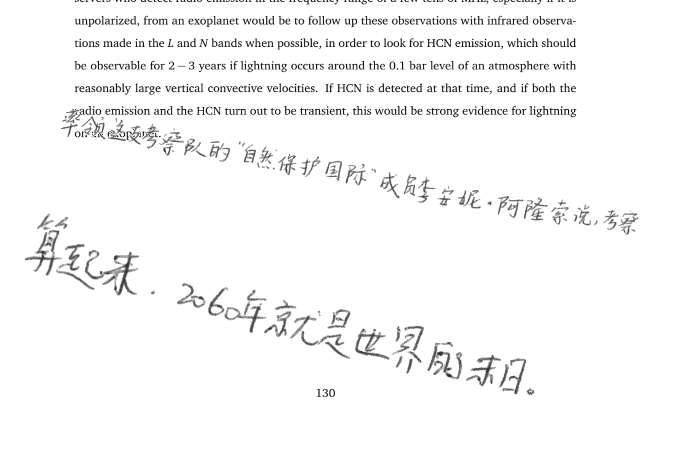 servers who detect radio emission in the frequency range of a few tens of MHz, especially if it is
unpolarized, from an exoplanet would be to follow up these observations with infrared observa-
tions made in the L and N bands when possible, in order to look for HCN emission, which should
be observable for 2 – 3 years if lightning occurs around the 0.1 bar level of an atmosphere with
reasonably large vertical convective velocities. If HCN is detected at that time, and if both the
radio emission and the HCN turn out to be transient, this would be strong evidence for lightning
on
率领这支考察队的“自然保护国际”成员李安妮·阿隆索说,考察
算起来. 2060年就是世界的末日。
130